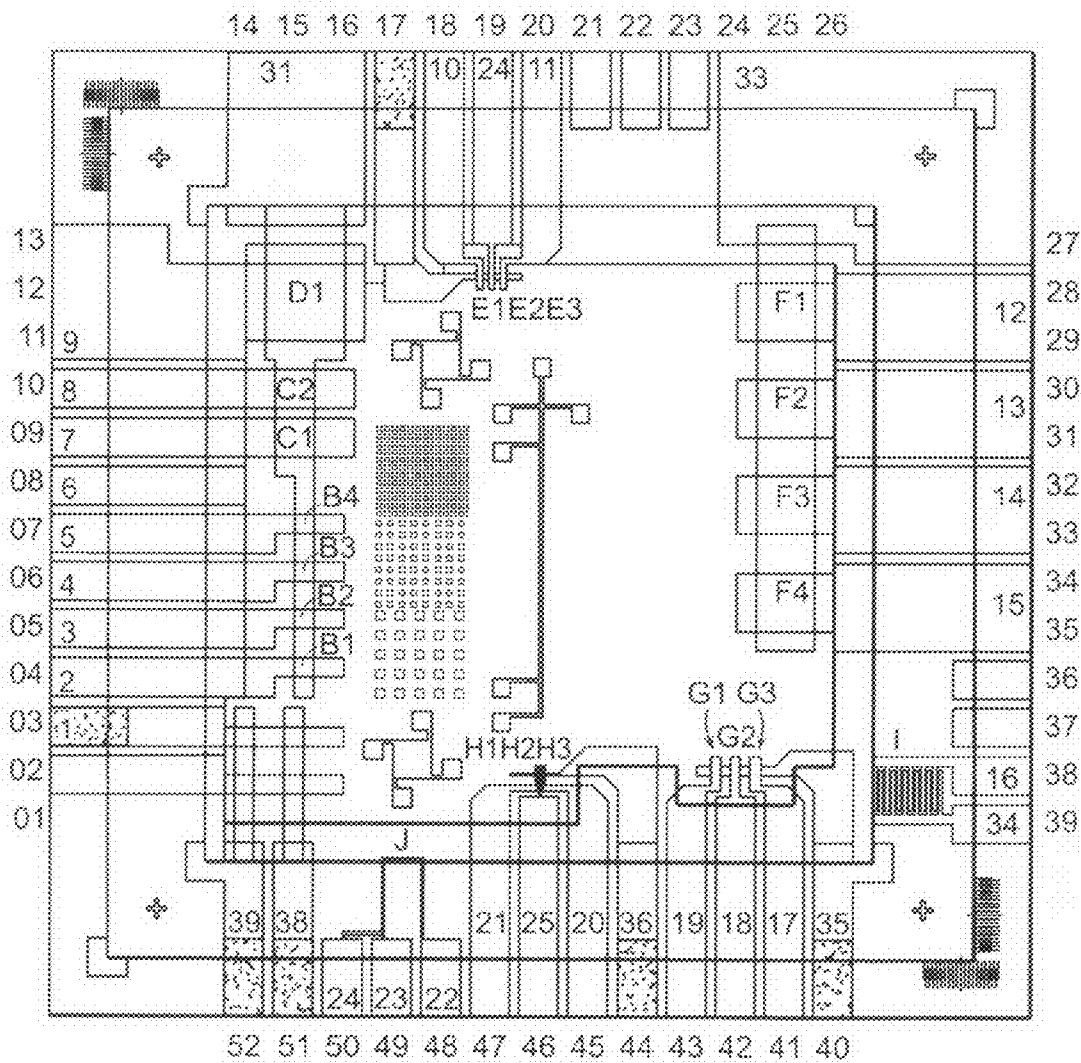 14 15 16 17 18 19 20 21 22 23 24 25 26
31 10 24 11 33
13 27
12 D1 F1 12 28
E1E2E3
11 29
9
10 8 C2 F2 13 30
09 7 C1 31
08 6 B4 F3 14 32
07 5 B3 33
06 4 B2 F4 15 34
05 3 B1 35
04 2 36
G1 G3
03 1 37
H1H2H3 G2 I
02 16 38
01 34 39
J
39 38 21 25 20 36 19 18 17 35
24 23 22
52 51 50 49 48 47 46 45 44 43 42 41 40